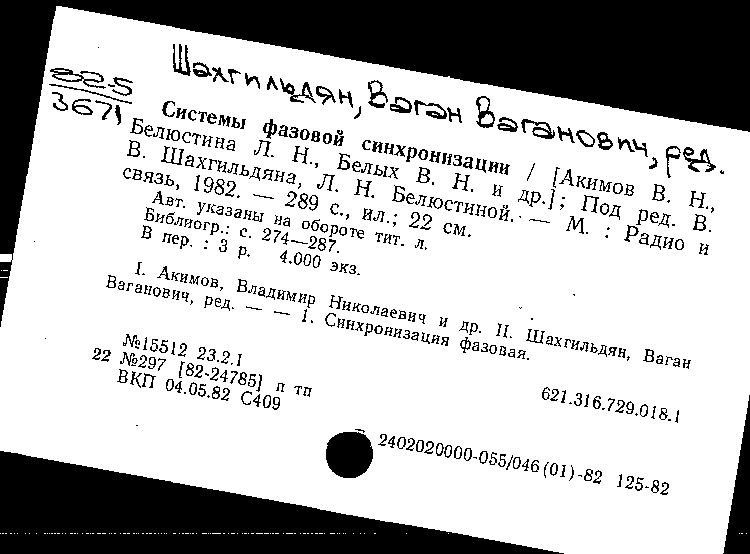 Шахгильдян, Ваган Ваганович, ред.
82-5
3671
Системы фазовой синхронизации / [Акимов В. Н.,
Белюстина Л. Н., Белых В. Н. и др.]; Под ред. В.
В. Шахгильдяна, Л. Н. Белюстиной. — М. : Радио и
связь, 1982. — 289 с., ил.; 22 см.
Авт. указаны на обороте тит. л.
Библиогр.: с. 274—287.
В пер. : 3 р. 4.000 экз.
I. Акимов, Владимир Николаевич и др. II. Шахгильдян, Ваган
Ваганович, ред. — — 1. Синхронизация фазовая.
621.316.729.018.1
№15512 23.2.1
22 №297 [82-24785] п тп
ВКП 04.05.82 С409
2402020000-055/046(01)-82 125-82